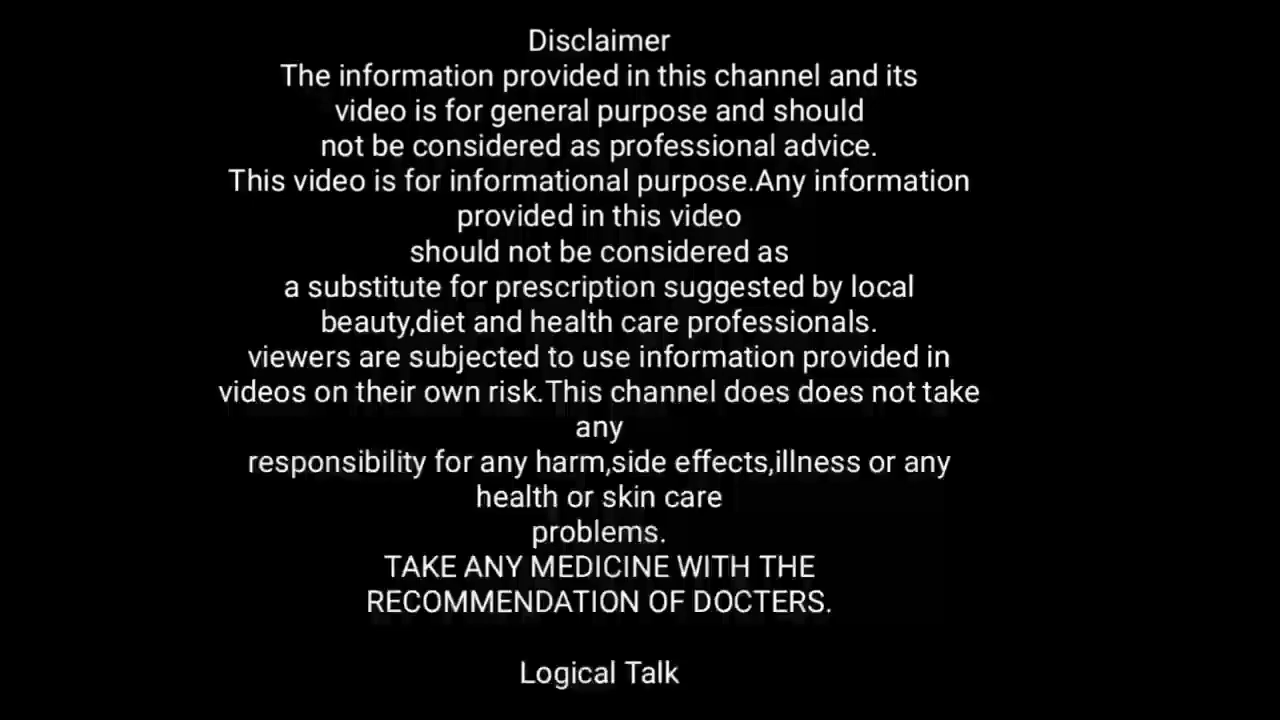 Disclaimer
The information provided in this channel and its
video is for general purpose and should
not be considered as professional advice.
This video is for informational purpose.Any information
provided in this video
should not be considered as
a substitute for prescription suggested by local
beauty,diet and health care professionals.
viewers are subjected to use information provided in
videos on their own risk.This channel does does not take
any
responsibility for any harm,side effects,illness or any
health or skin care
problems.
TAKE ANY MEDICINE WITH THE
RECOMMENDATION OF DOCTERS.
Logical Talk